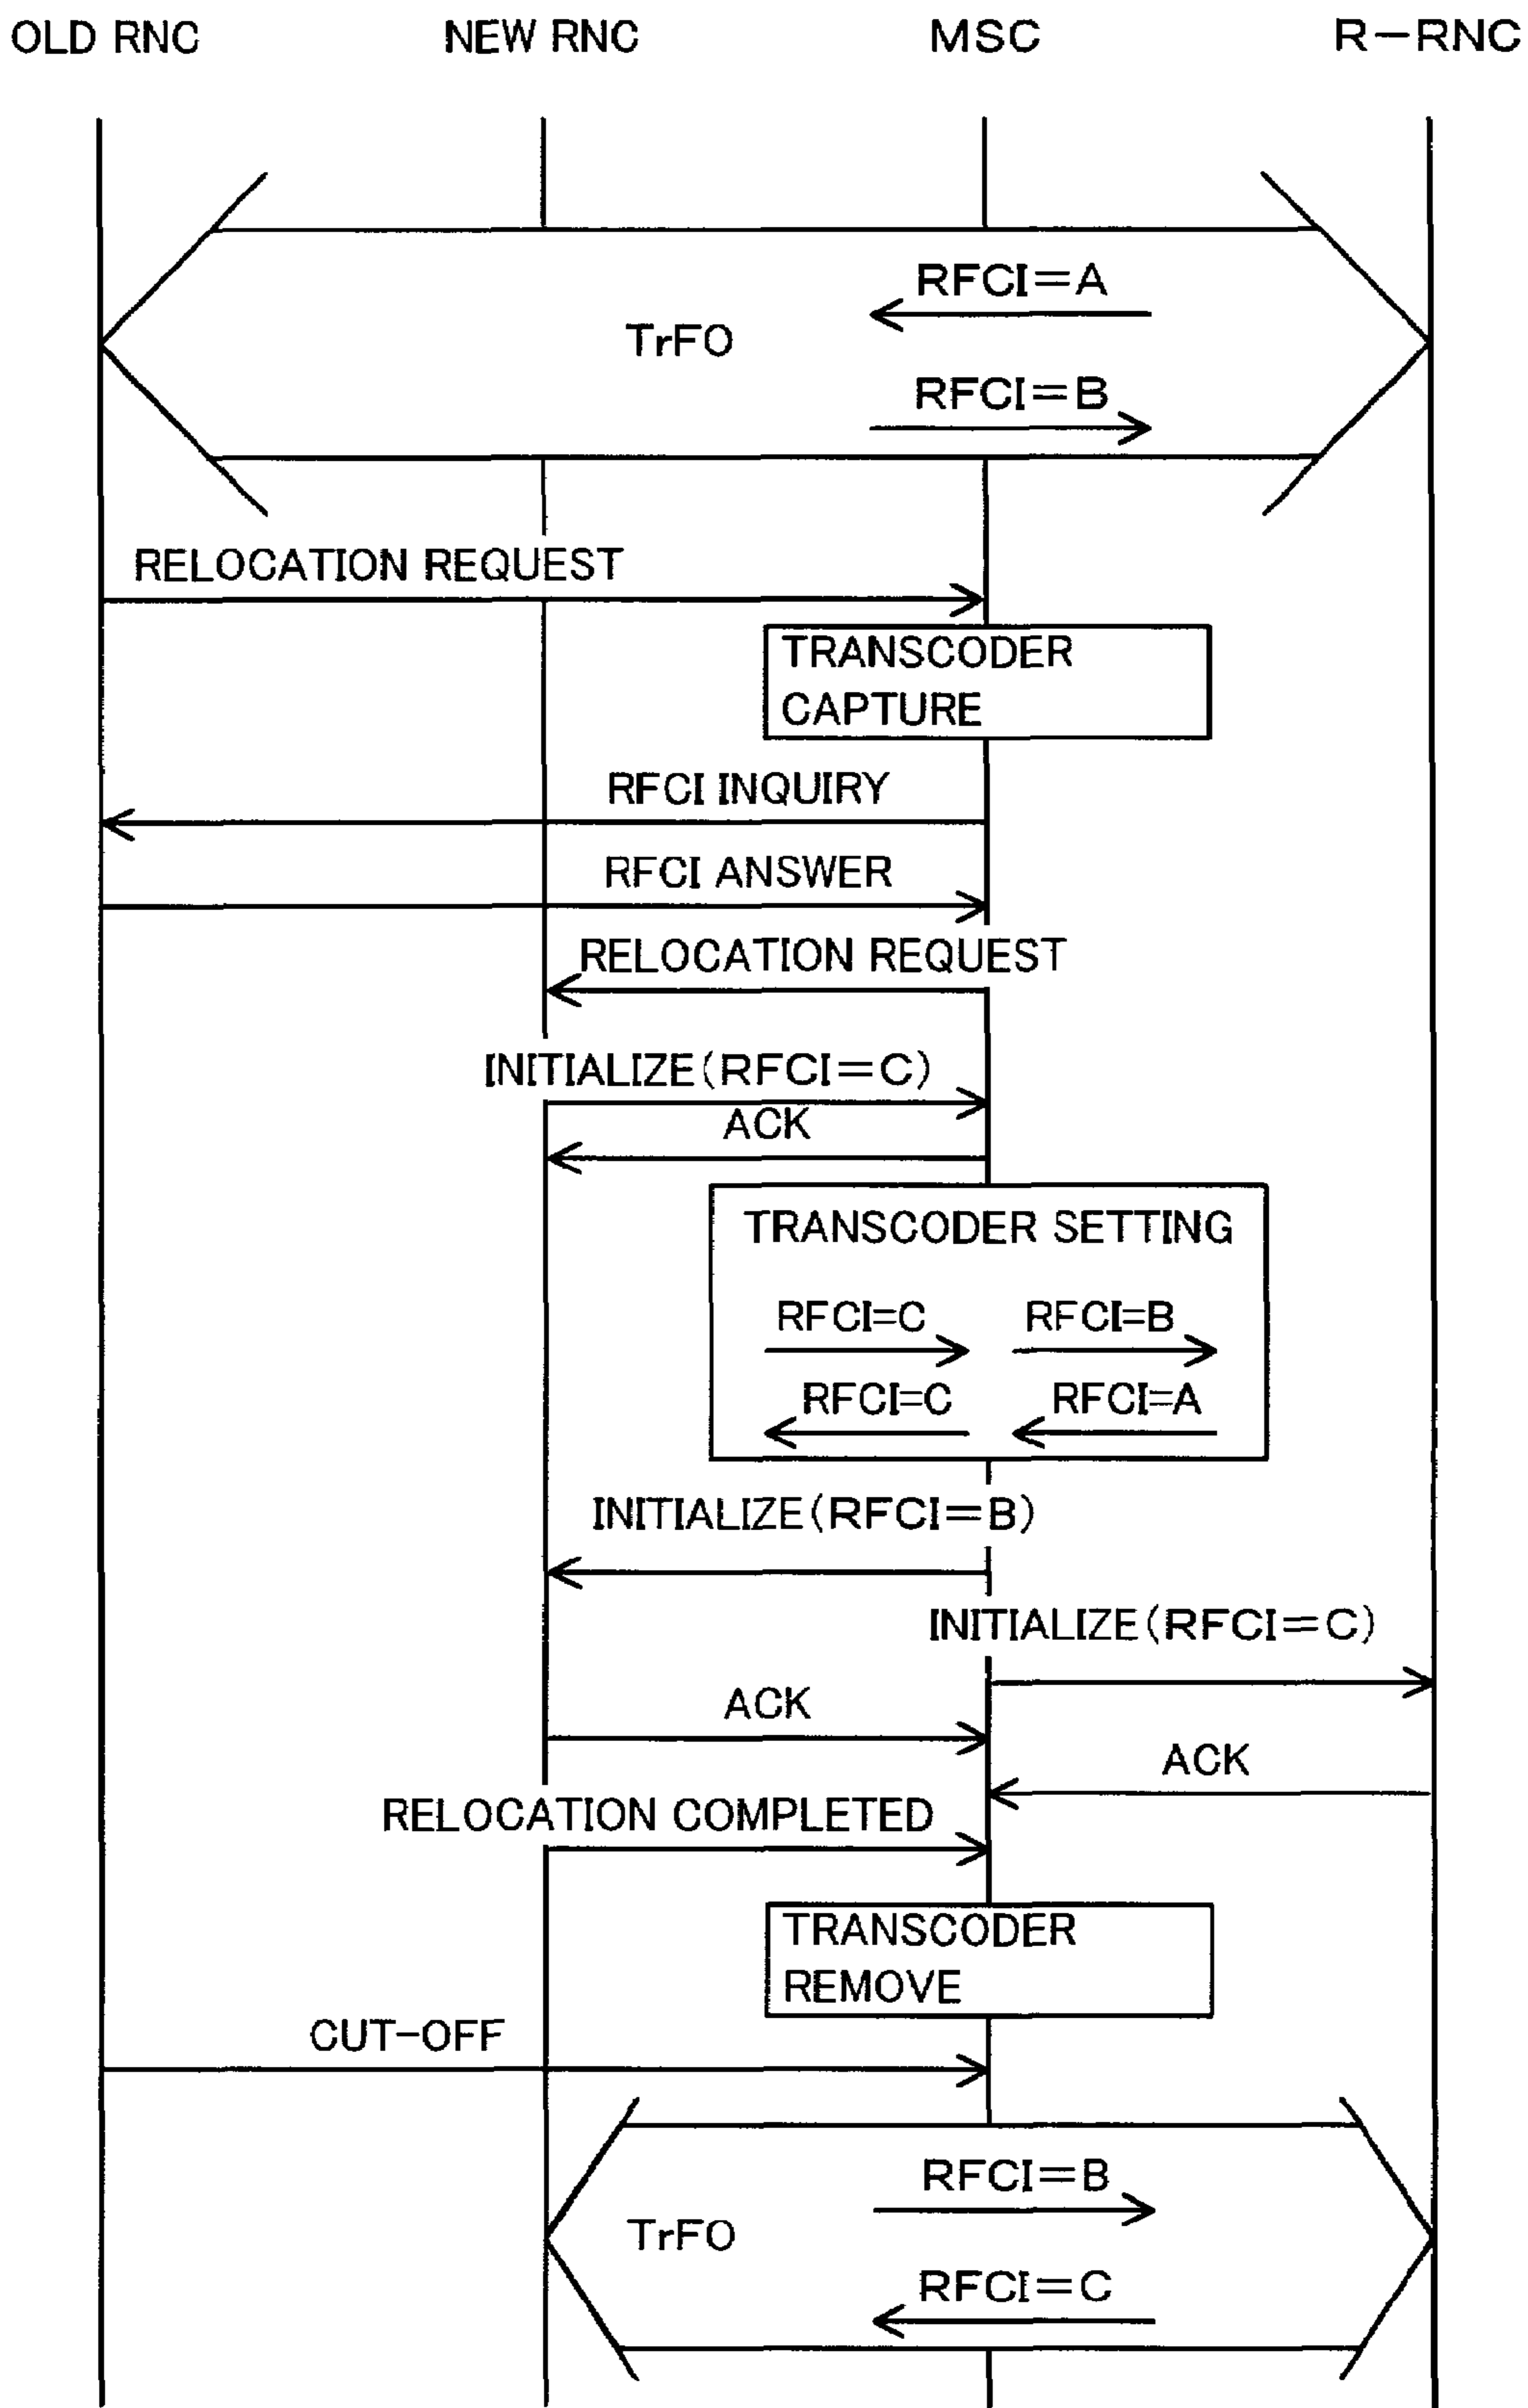 OLD RNC NEW RNC MSC R-RNC
RFCI=A
TrFO
RFCI=B
RELOCATION REQUEST
TRANSCODER
CAPTURE
RFCI INQUIRY
RFCI ANSWER
RELOCATION REQUEST
INITIALIZE(RFCI=C)
ACK
TRANSCODER SETTING
RFCI=C RFCI=B
RFCI=C RFCI=A
INITIALIZE(RFCI=B)
INITIALIZE(RFCI=C)
ACK
ACK
RELOCATION COMPLETED
TRANSCODER
REMOVE
CUT-OFF
RFCI=B
TrFO
RFCI=C